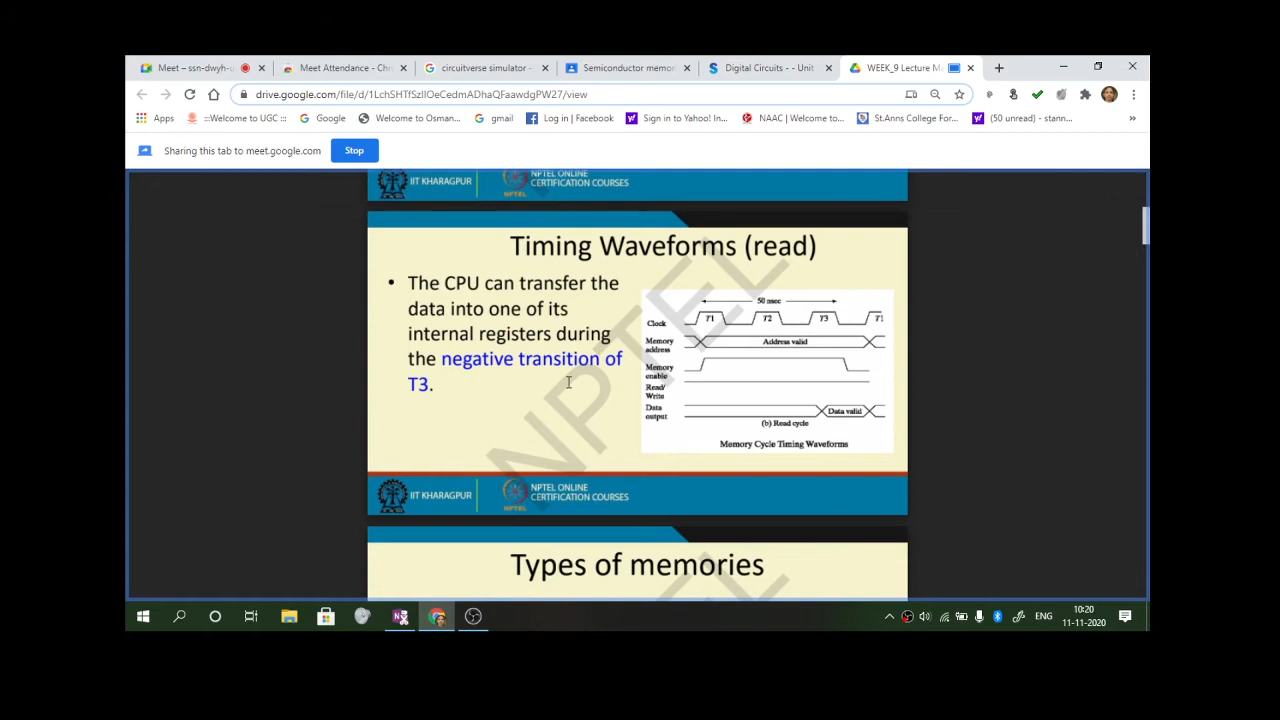 Meet – ssn-dwyh-u
Meet Attendance - Chr
circuitverse simulator -
Semiconductor memor
Digital Circuits - - Unit
WEEK_9 Lecture Ma
drive.google.com/file/d/1LchSHTfSzIlOeCedmADhaQFaawdgPW27/view
Apps
::Welcome to UGC ::
Google
Welcome to Osman...
gmail
Log in | Facebook
Sign in to Yahoo! In...
NAAC | Welcome to...
St.Anns College For...
(50 unread) - stann...
Sharing this tab to meet.google.com
Stop
IIT KHARAGPUR
NPTEL
NPTEL ONLINE
CERTIFICATION COURSES
Timing Waveforms (read)
• The CPU can transfer the
data into one of its
internal registers during
the negative transition of
T3.
50 nsec
Clock
T1
T2
T3
T1
Memory
address
Address valid
Memory
enable
Read/
Write
Data
output
Data valid
(b) Read cycle
Memory Cycle Timing Waveforms
NPTEL
IIT KHARAGPUR
NPTEL
NPTEL ONLINE
CERTIFICATION COURSES
Types of memories
ENG
10:20
11-11-2020